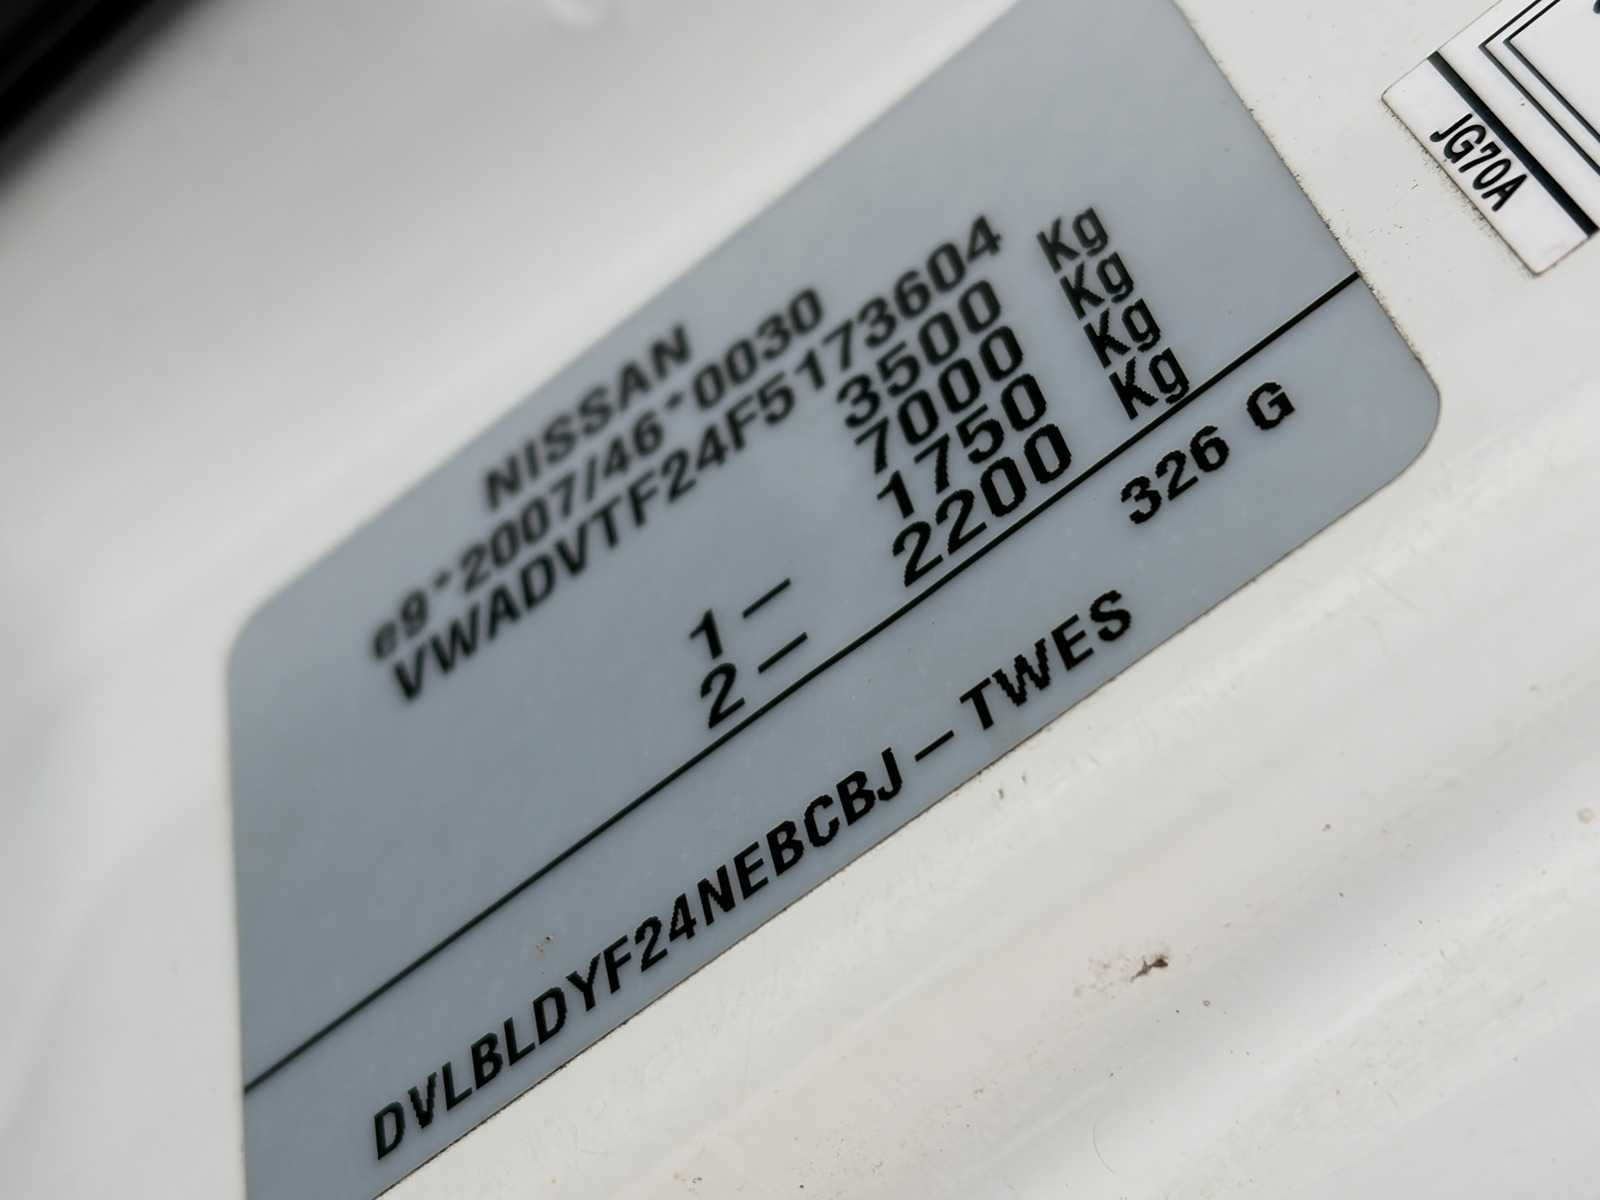 NISSAN
e9*2007/46*0030
VWADVTF24F5173604
3500 Kg
7000 Kg
1 - 1750 Kg
2 - 2200 Kg
326 G
DVLBLDYF24NEBCBJ - TWES
JG70A